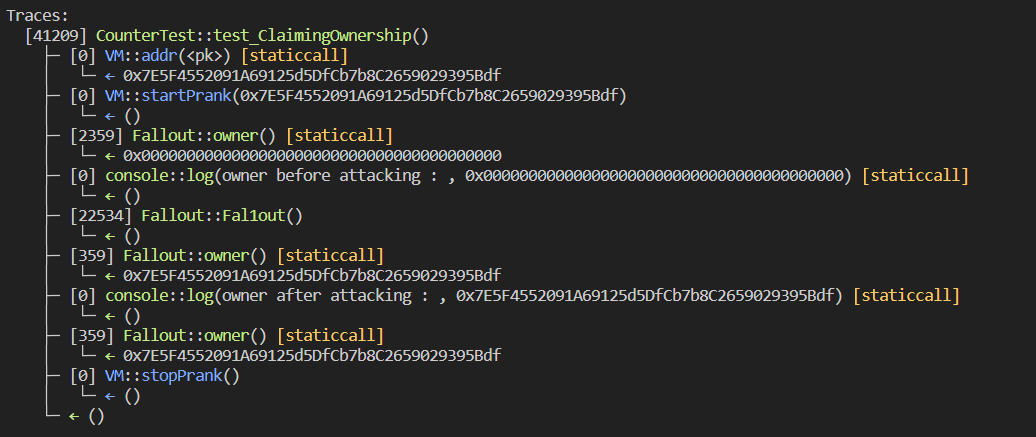 Traces:
  [41209] CounterTest::test_ClaimingOwnership()
    ├─ [0] VM::addr(<pk>) [staticcall]
    │   └─ ← 0x7E5F4552091A69125d5DfCb7b8C2659029395Bdf
    ├─ [0] VM::startPrank(0x7E5F4552091A69125d5DfCb7b8C2659029395Bdf)
    │   └─ ← ()
    ├─ [2359] Fallout::owner() [staticcall]
    │   └─ ← 0x0000000000000000000000000000000000000000
    ├─ [0] console::log(owner before attacking : , 0x0000000000000000000000000000000000000000) [staticcall]
    │   └─ ← ()
    ├─ [22534] Fallout::Fal1out()
    │   └─ ← ()
    ├─ [359] Fallout::owner() [staticcall]
    │   └─ ← 0x7E5F4552091A69125d5DfCb7b8C2659029395Bdf
    ├─ [0] console::log(owner after attacking : , 0x7E5F4552091A69125d5DfCb7b8C2659029395Bdf) [staticcall]
    │   └─ ← ()
    ├─ [359] Fallout::owner() [staticcall]
    │   └─ ← 0x7E5F4552091A69125d5DfCb7b8C2659029395Bdf
    ├─ [0] VM::stopPrank()
    │   └─ ← ()
    └─ ← ()